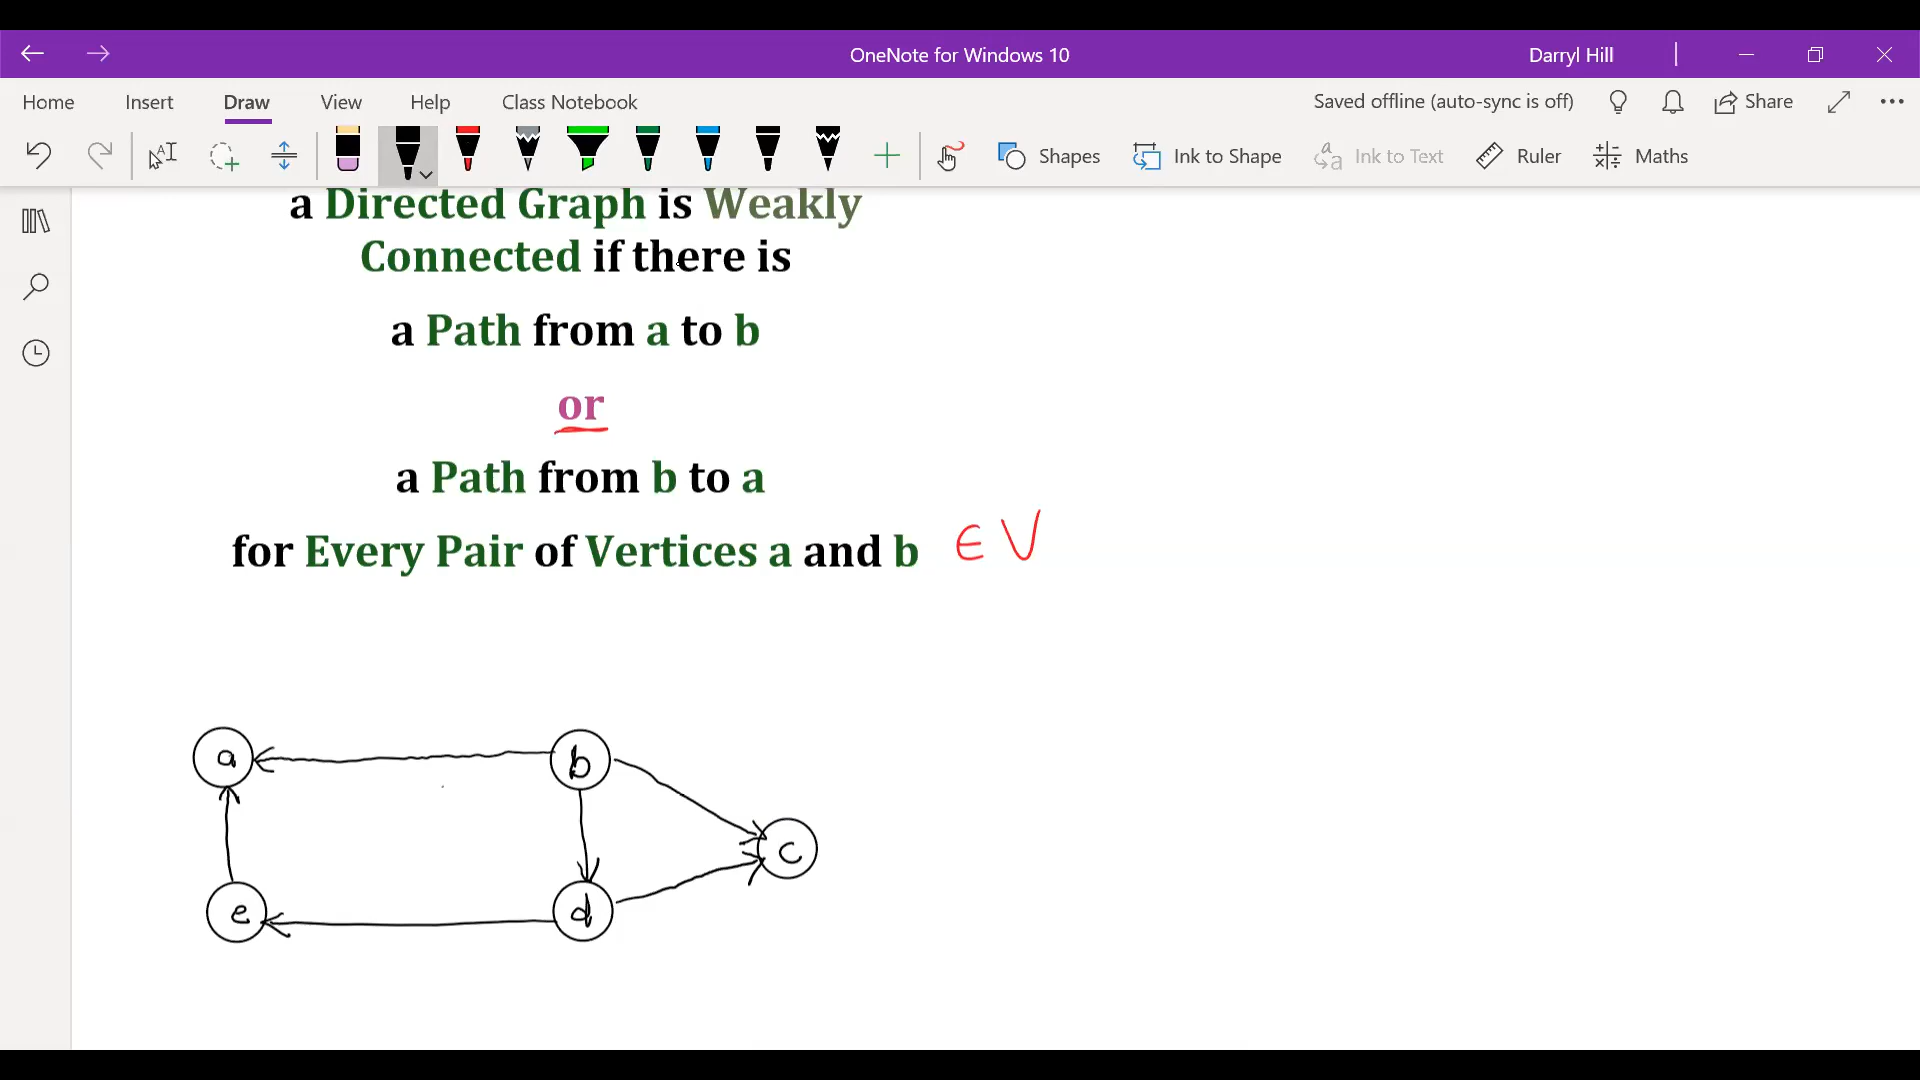 OneNote for Windows 10
Darryl Hill
Home Insert Draw View Help Class Notebook
Saved offline (auto-sync is off) Share
Shapes Ink to Shape Ink to Text Ruler Maths
a Directed Graph is Weakly
Connected if there is
a Path from a to b
or
a Path from b to a
for Every Pair of Vertices a and b ∈ V
a b
c
e d